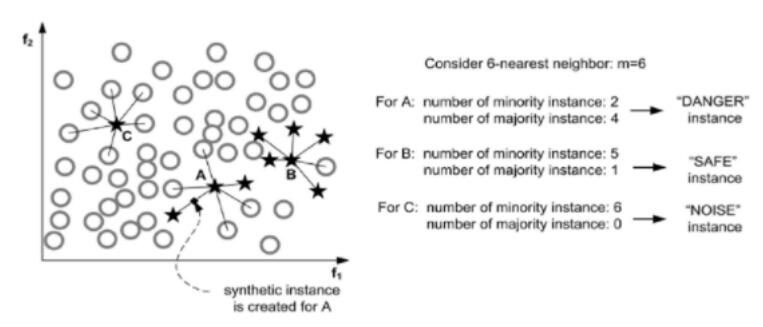 f₂
Consider 6-nearest neighbor: m=6
For A: number of minority instance: 2
number of majority instance: 4
"DANGER"
instance
For B: number of minority instance: 5
number of majority instance: 1
"SAFE"
instance
For C: number of minority instance: 6
number of majority instance: 0
"NOISE"
instance
C
A
B
f₁
synthetic instance
is created for A